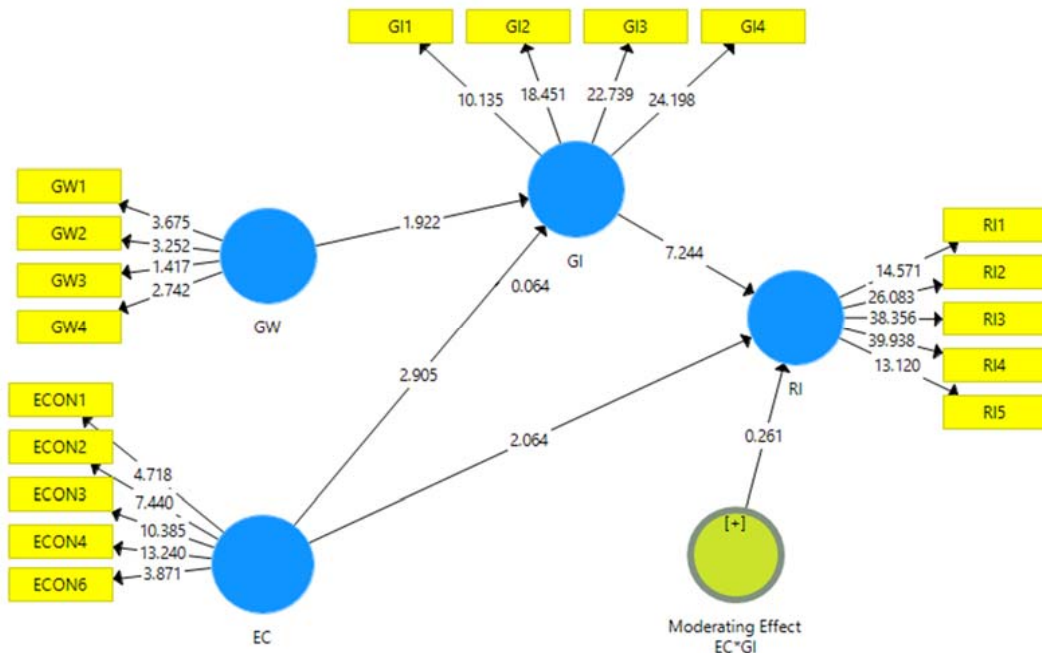 GI1
GI2
GI3
GI4
10.135
18.451
22.739
24.198
GW1
GW2
GW3
GW4
3.675
3.252
1.417
2.742
GW
1.922
GI
0.064
7.244
2.905
RI1
RI2
RI3
RI4
RI5
14.571
26.083
38.356
39.938
13.120
RI
ECON1
ECON2
ECON3
ECON4
ECON6
4.718
7.440
10.385
13.240
3.871
EC
2.064
0.261
[+]
Moderating Effect
EC*GI